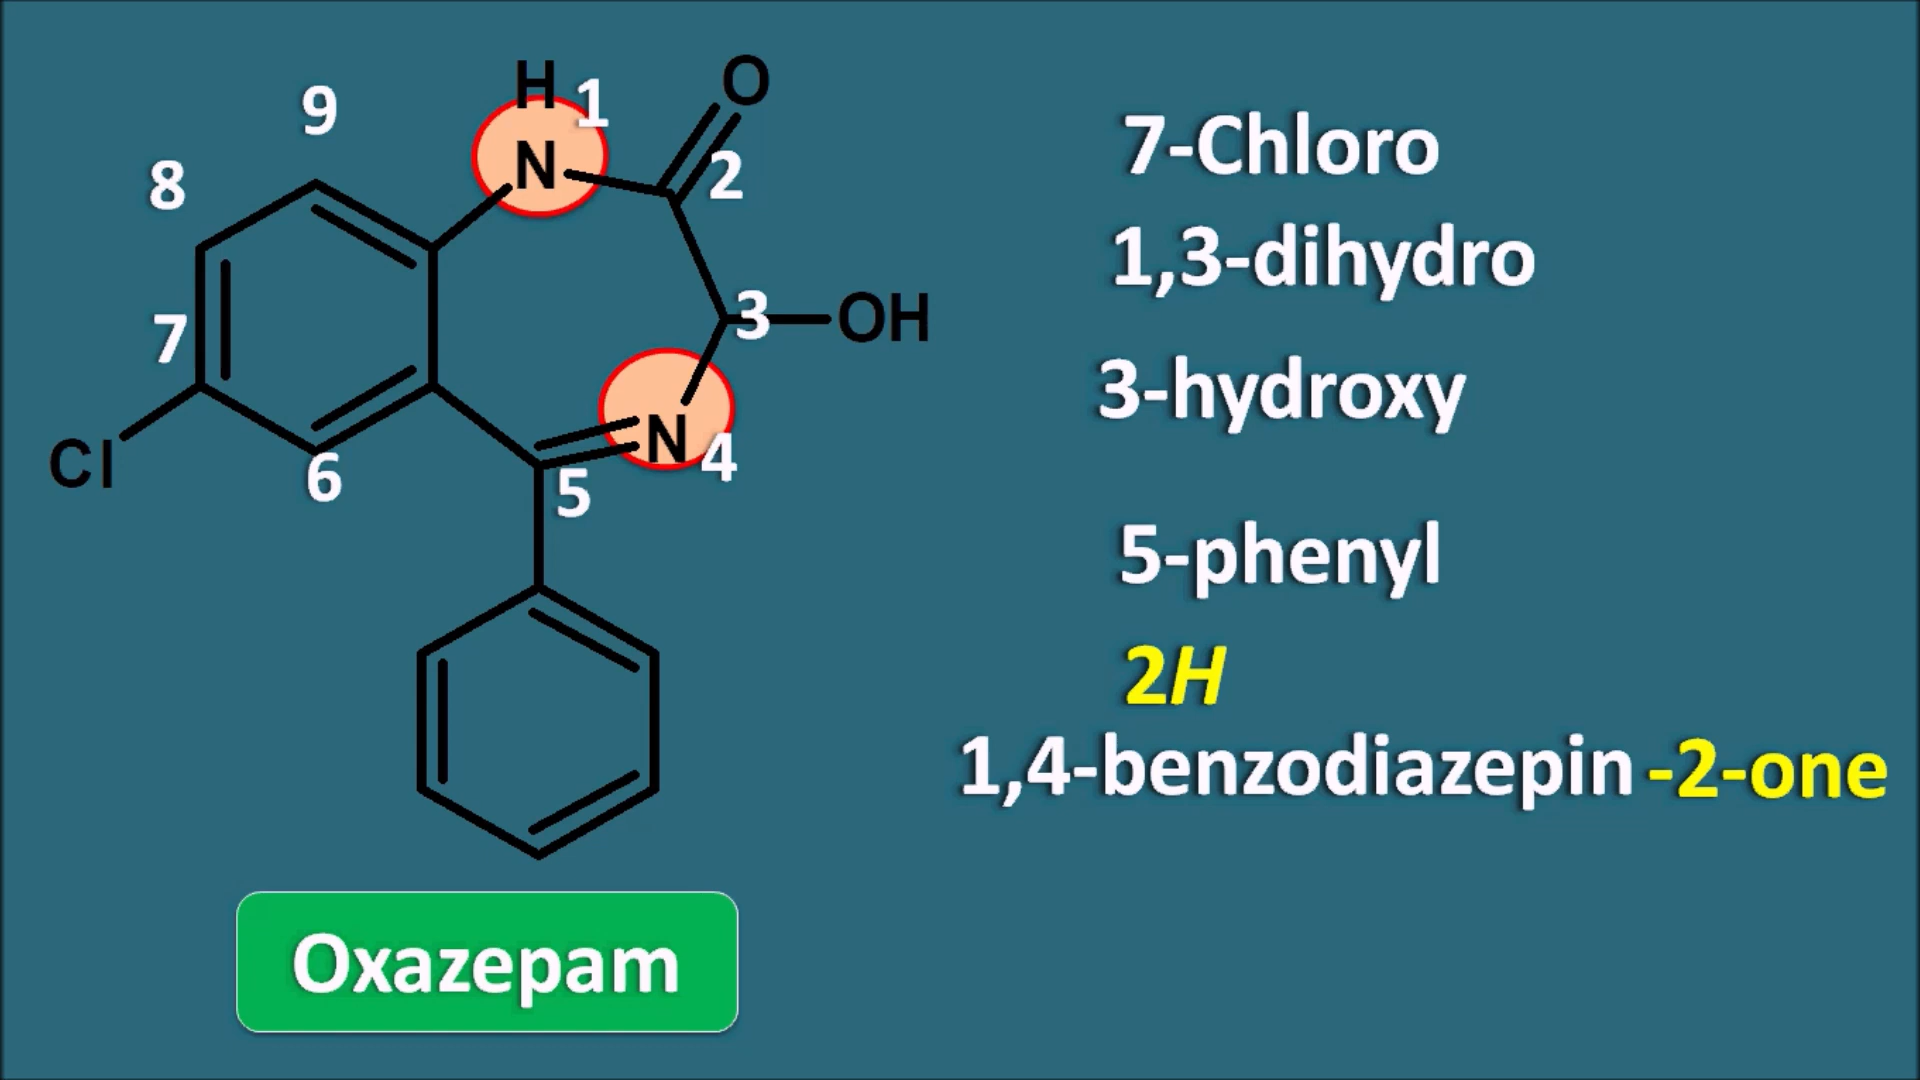 H
1
O
9
N
2
8
3
OH
7
N
4
Cl
6
5
7-Chloro
1,3-dihydro
3-hydroxy
5-phenyl
2H
1,4-benzodiazepin -2-one
Oxazepam